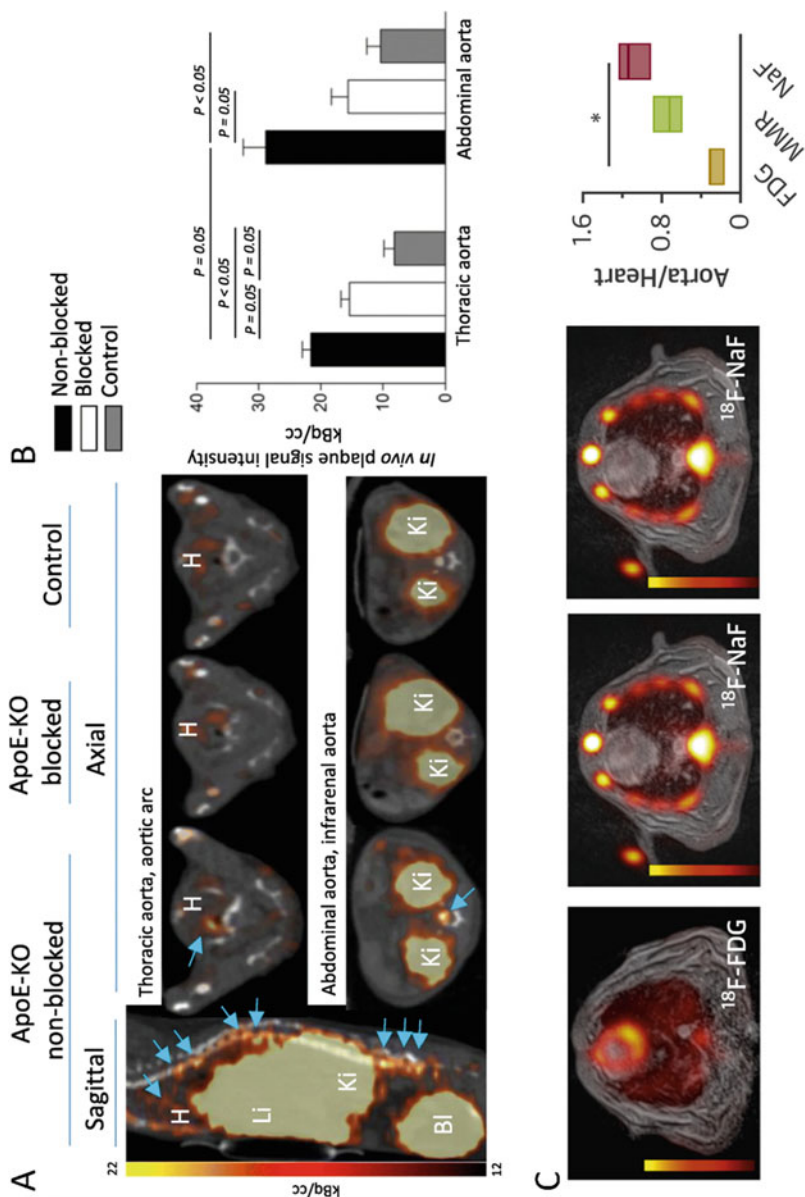 A
ApoE-KO
non-blocked
ApoE-KO
blocked
Control
Sagittal
Axial
Thoracic aorta, aortic arc
H
H
H
H
Li
Ki
Bl
Abdominal aorta, infrarenal aorta
Ki
Ki
Ki
Ki
Ki
Ki
22
kBq/cc
12
B
Non-blocked
Blocked
Control
In vivo plaque signal intensity
kBq/cc
40
30
20
10
0
P = 0.05
P < 0.05
P = 0.05
P = 0.05
P < 0.05
P = 0.05
Thoracic aorta
Abdominal aorta
C
18F-FDG
18F-NaF
18F-NaF
Aorta/Heart
1.6
0.8
0
*
FDG
MMR
NaF